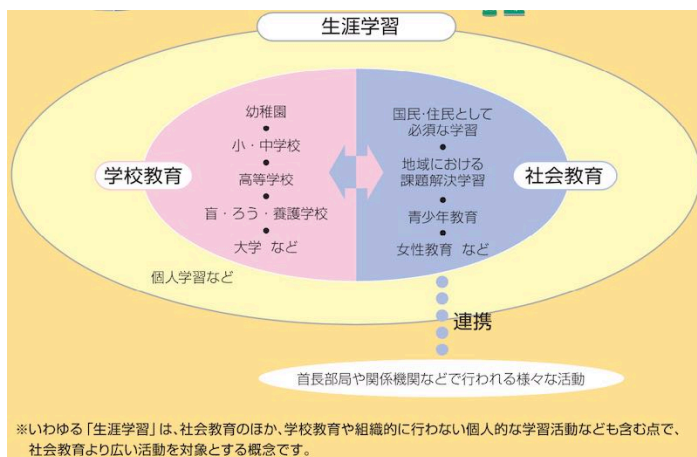 生涯学習
学校教育
幼稚園
小・中学校
高等学校
盲・ろう・養護学校
大学 など
国民・住民として
必須な学習
地域における
課題解決学習
青少年教育
女性教育 など
社会教育
個人学習など
連携
首長部局や関係機関などで行われる様々な活動
※いわゆる「生涯学習」は、社会教育のほか、学校教育や組織的に行わない個人的な学習活動なども含む点で、
社会教育より広い活動を対象とする概念です。